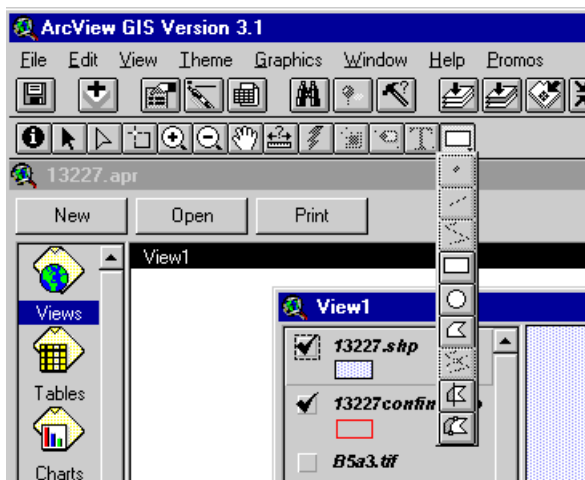 ArcView GIS Version 3.1
File Edit View Theme Graphics Window Help Promos
13227.apr
New Open Print
View1
Views
View1
13227.shp
Tables
B5a3.tif
Charts